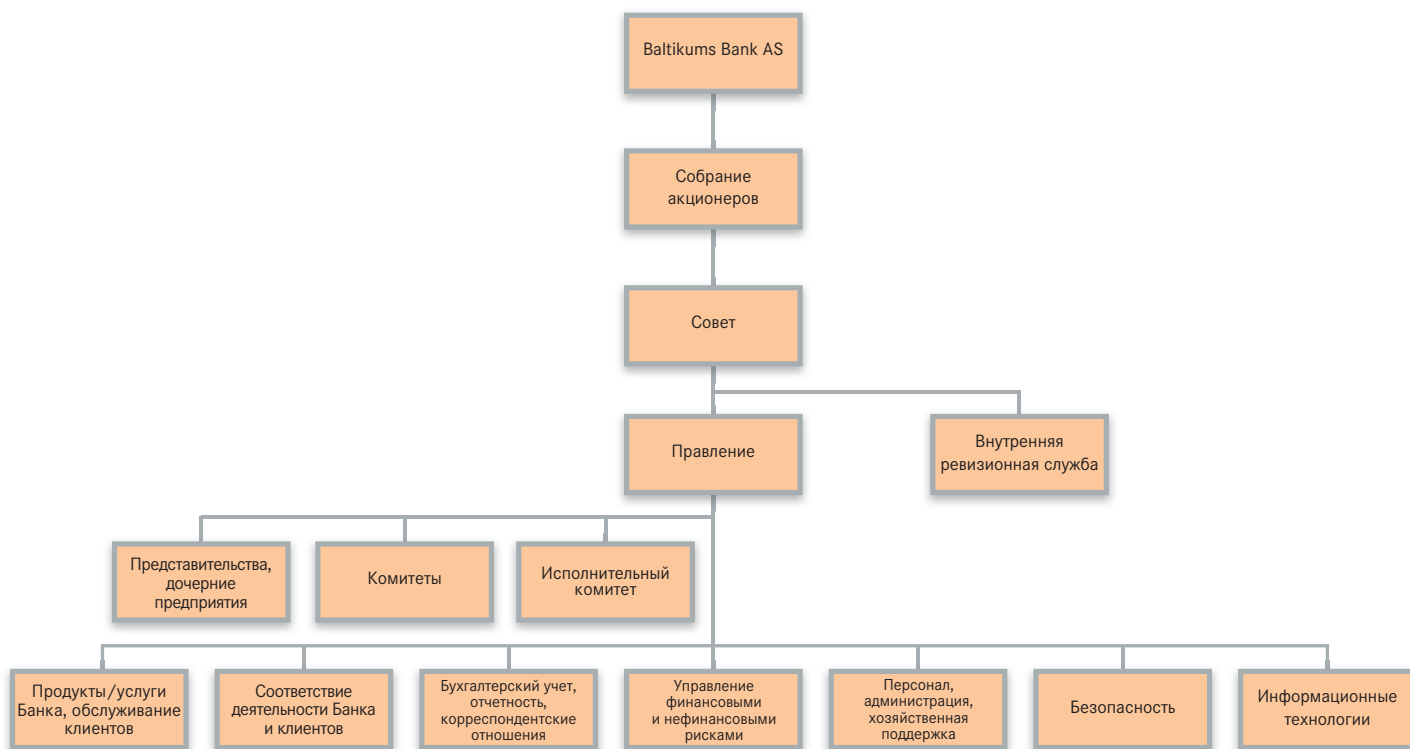 Baltikums Bank AS
Собрание
акционеров
Совет
Правление
Внутренняя
ревизионная служба
Представительства,
дочерние
предприятия
Комитеты
Исполнительный
комитет
Продукты/услуги
Банка, обслуживание
клиентов
Соответствие
деятельности Банка
и клиентов
Бухгалтерский учет,
отчетность,
корреспондентские
отношения
Управление
финансовыми
и нефинансовыми
рисками
Персонал,
администрация,
хозяйственная
поддержка
Безопасность
Информационные
технологии